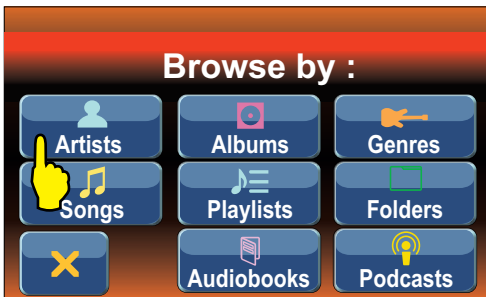 Browse by :
Artists
Albums
Genres
Songs
Playlists
Folders
Audiobooks
Podcasts